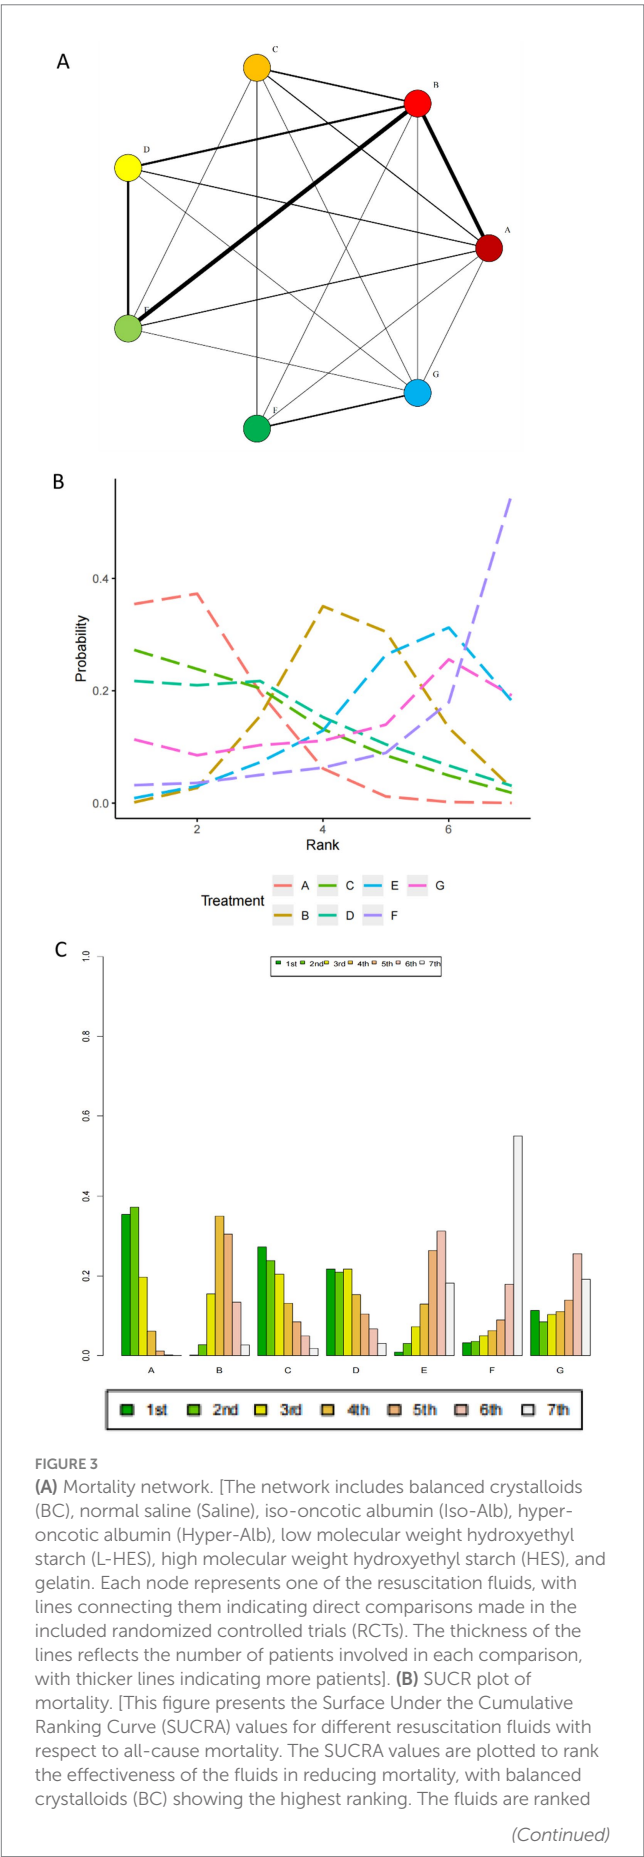 A
C
B
D
A
F
G
E
B
Probability
0.4
0.2
0.0
2
4
6
Rank
Treatment
A
C
E
G
B
D
F
C
1.0
0.8
0.6
0.4
0.2
0.0
1st 2nd 3rd 4th 5th 6th 7th
A B C D E F G
1st 2nd 3rd 4th 5th 6th 7th
FIGURE 3
(A) Mortality network. [The network includes balanced crystalloids
(BC), normal saline (Saline), iso-oncotic albumin (Iso-Alb), hyper-
oncotic albumin (Hyper-Alb), low molecular weight hydroxyethyl
starch (L-HES), high molecular weight hydroxyethyl starch (HES), and
gelatin. Each node represents one of the resuscitation fluids, with
lines connecting them indicating direct comparisons made in the
included randomized controlled trials (RCTs). The thickness of the
lines reflects the number of patients involved in each comparison,
with thicker lines indicating more patients]. (B) SUCR plot of
mortality. [This figure presents the Surface Under the Cumulative
Ranking Curve (SUCRA) values for different resuscitation fluids with
respect to all-cause mortality. The SUCRA values are plotted to rank
the effectiveness of the fluids in reducing mortality, with balanced
crystalloids (BC) showing the highest ranking. The fluids are ranked
(Continued)